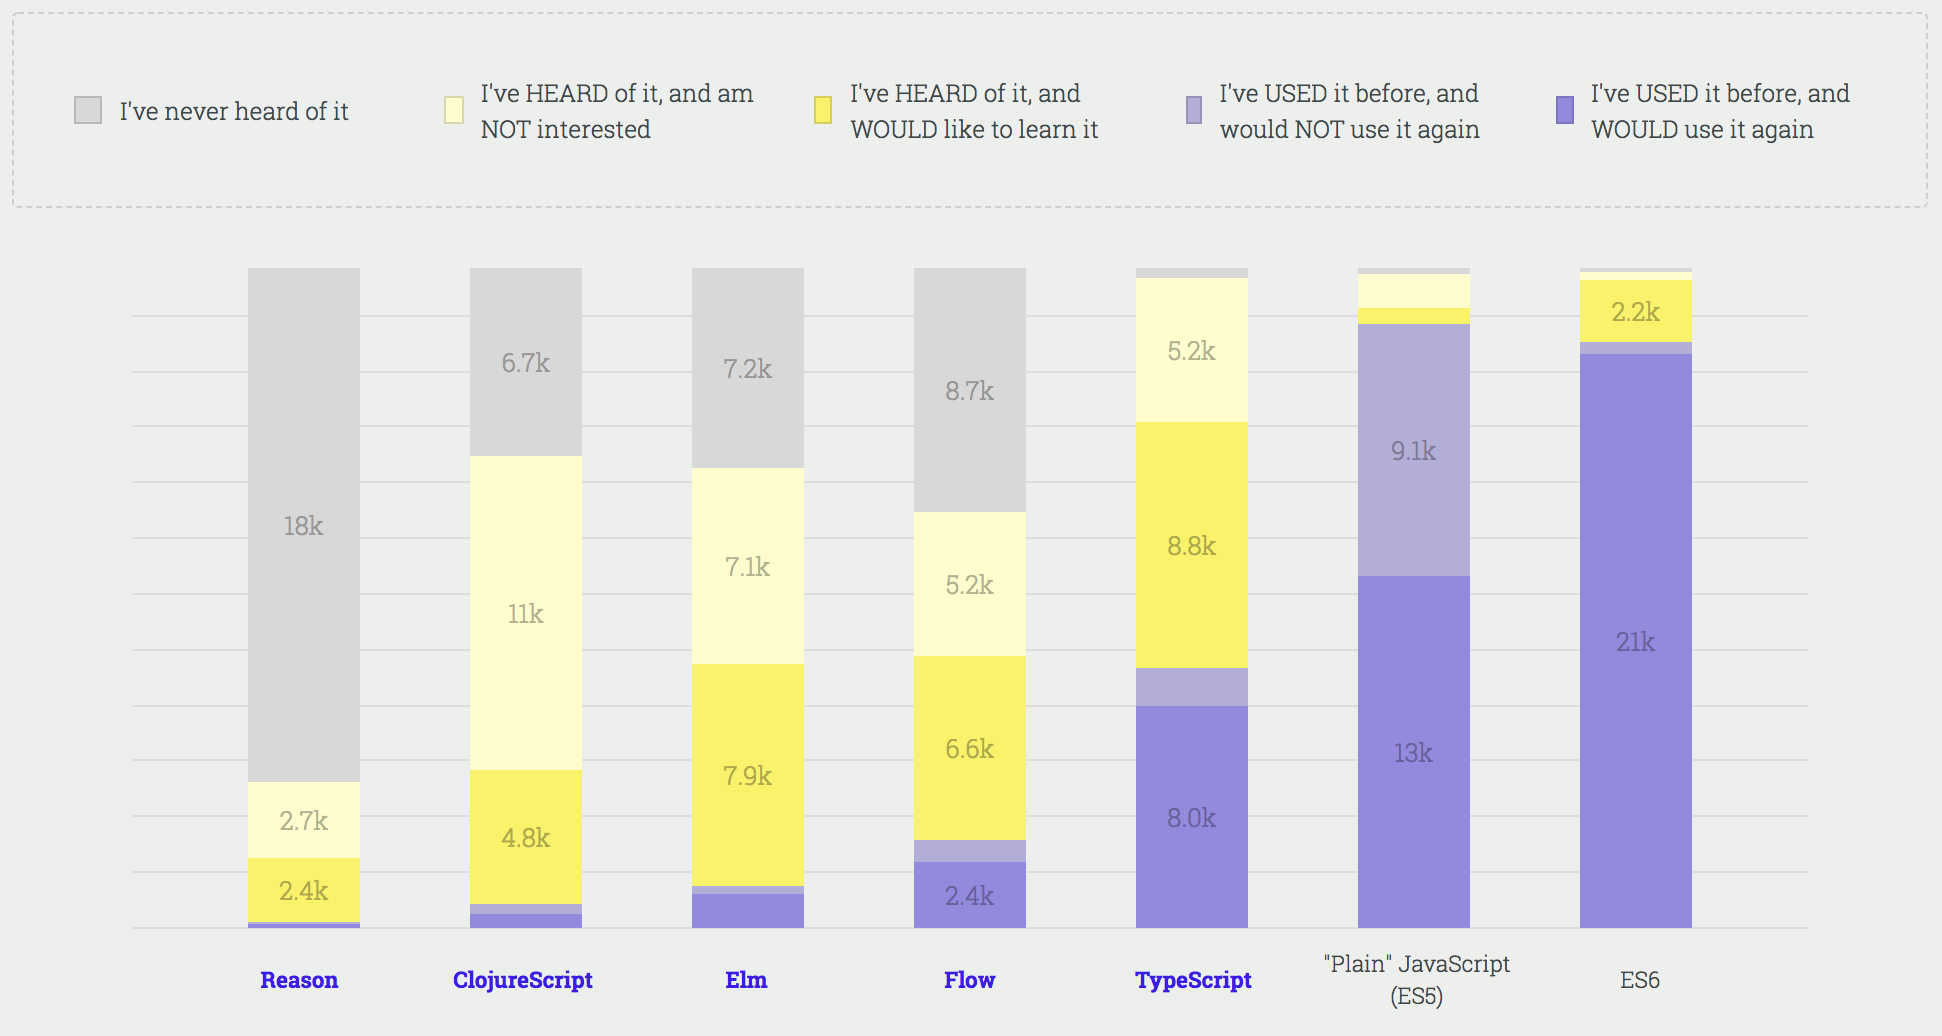 I've never heard of it
I've HEARD of it, and am
NOT interested
I've HEARD of it, and
WOULD like to learn it
I've USED it before, and
would NOT use it again
I've USED it before, and
WOULD use it again
18k
2.7k
2.4k
6.7k
11k
4.8k
7.2k
7.1k
7.9k
8.7k
5.2k
6.6k
2.4k
5.2k
8.8k
8.0k
9.1k
13k
2.2k
21k
Reason
ClojureScript
Elm
Flow
TypeScript
"Plain" JavaScript
(ES5)
ES6